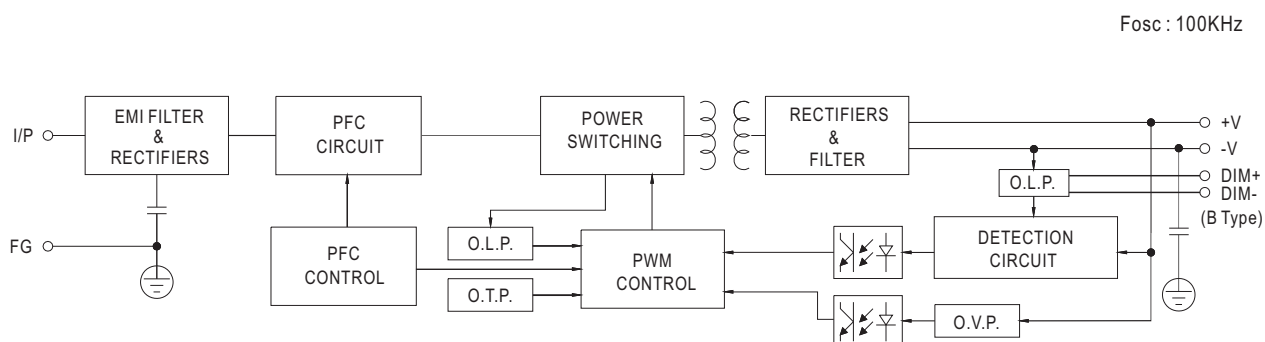 Fosc : 100KHz
I/P
EMI FILTER
&
RECTIFIERS
PFC
CIRCUIT
POWER
SWITCHING
RECTIFIERS
&
FILTER
+V
-V
O.L.P.
DIM+
DIM-
(B Type)
FG
PFC
CONTROL
O.L.P.
O.T.P.
PWM
CONTROL
DETECTION
CIRCUIT
O.V.P.